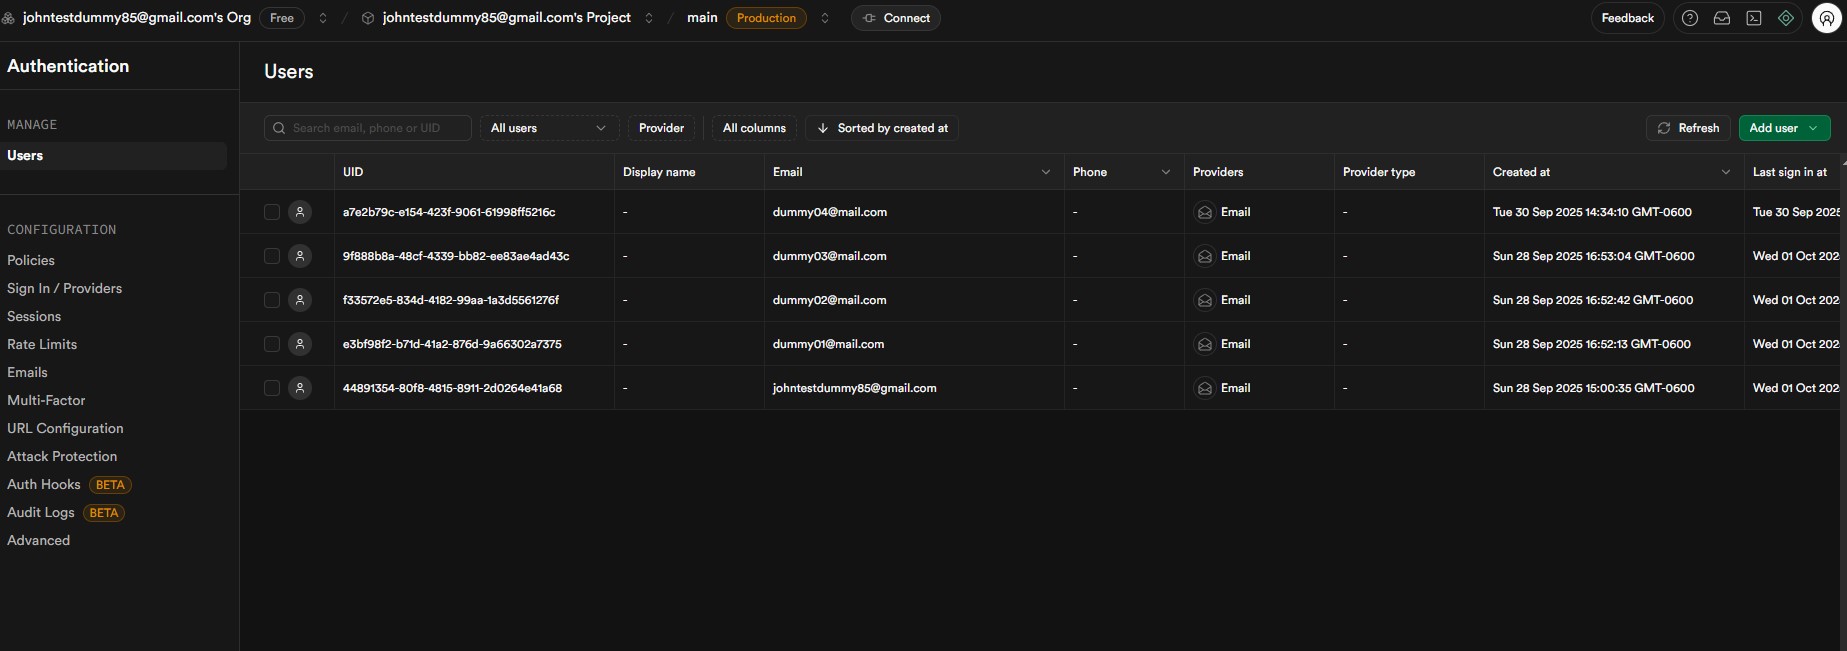 johntestdummy85@gmail.com's Org Free / johntestdummy85@gmail.com's Project / main Production Connect Feedback
Authentication
Users
MANAGE
Users
CONFIGURATION
Policies
Sign In / Providers
Sessions
Rate Limits
Emails
Multi-Factor
URL Configuration
Attack Protection
Auth Hooks BETA
Audit Logs BETA
Advanced
Search email, phone or UID All users Provider All columns Sorted by created at Refresh Add user
UID Display name Email Phone Providers Provider type Created at Last sign in at
a7e2b79c-e154-423f-9061-61998ff5216c - dummy04@mail.com - Email - Tue 30 Sep 2025 14:34:10 GMT-0600 Tue 30 Sep 2025
9f888b8a-48cf-4339-bb82-ee83ae4ad43c - dummy03@mail.com - Email - Sun 28 Sep 2025 16:53:04 GMT-0600 Wed 01 Oct 202
f33572e5-834d-4182-99aa-1a3d5561276f - dummy02@mail.com - Email - Sun 28 Sep 2025 16:52:42 GMT-0600 Wed 01 Oct 202
e3bf98f2-b71d-41a2-876d-9a66302a7375 - dummy01@mail.com - Email - Sun 28 Sep 2025 16:52:13 GMT-0600 Wed 01 Oct 202
44891354-80f8-4815-8911-2d0264e41a68 - johntestdummy85@gmail.com - Email - Sun 28 Sep 2025 15:00:35 GMT-0600 Wed 01 Oct 202